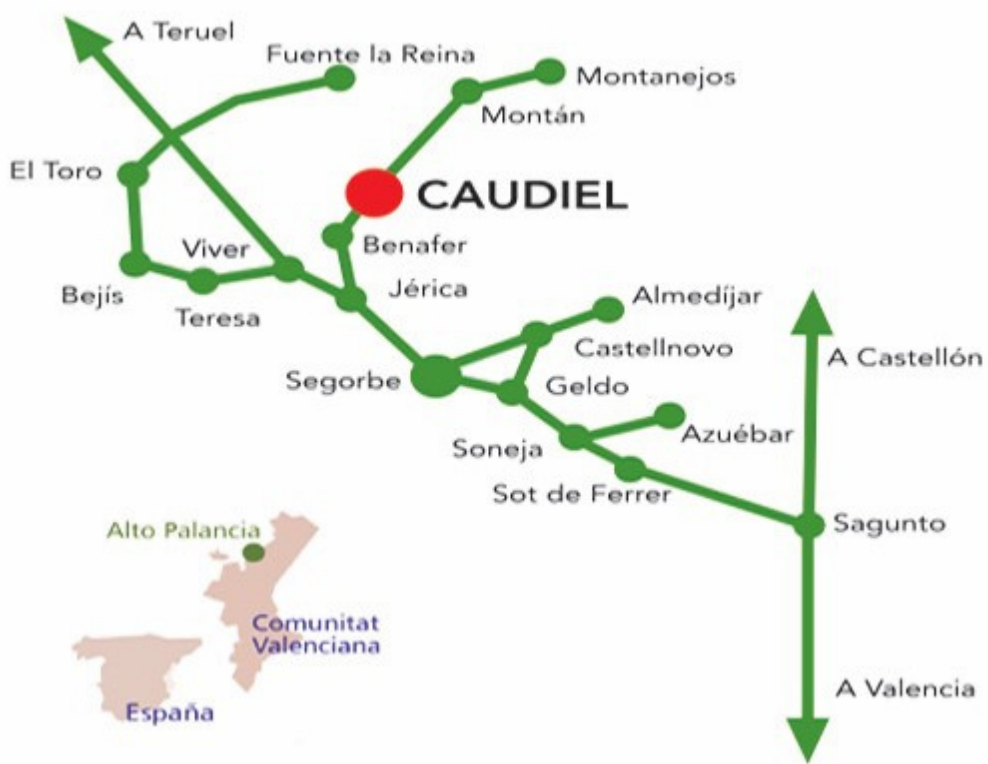 A Teruel
Fuente la Reina
Montanejos
Montán
El Toro
CAUDIEL
Viver
Benafer
Bejís
Teresa
Jérica
Almedíjar
Castellnovo
A Castellón
Segorbe
Geldo
Azuébar
Soneja
Sot de Ferrer
Sagunto
Alto Palancia
Comunitat
Valenciana
A Valencia
España